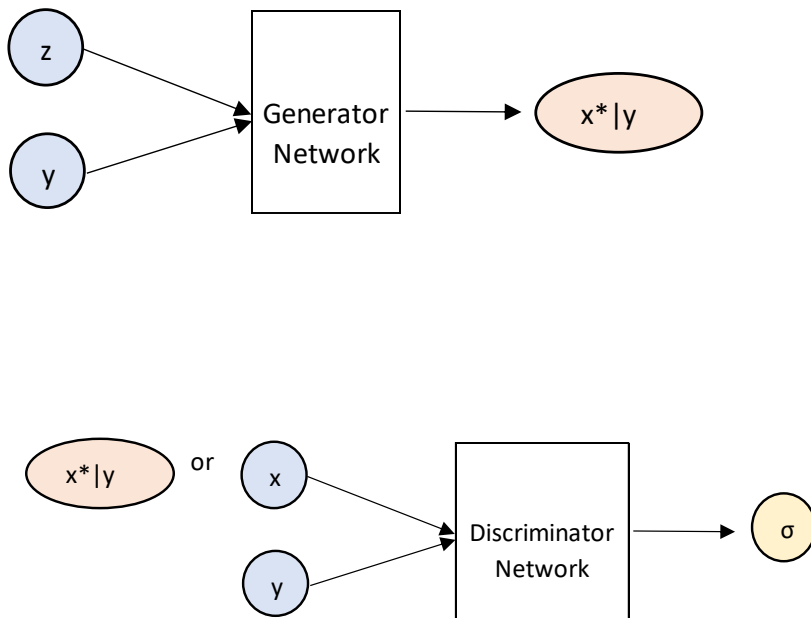 z
y
Generator
Network
x*|y
x*|y
or
x
y
Discriminator
Network
σ